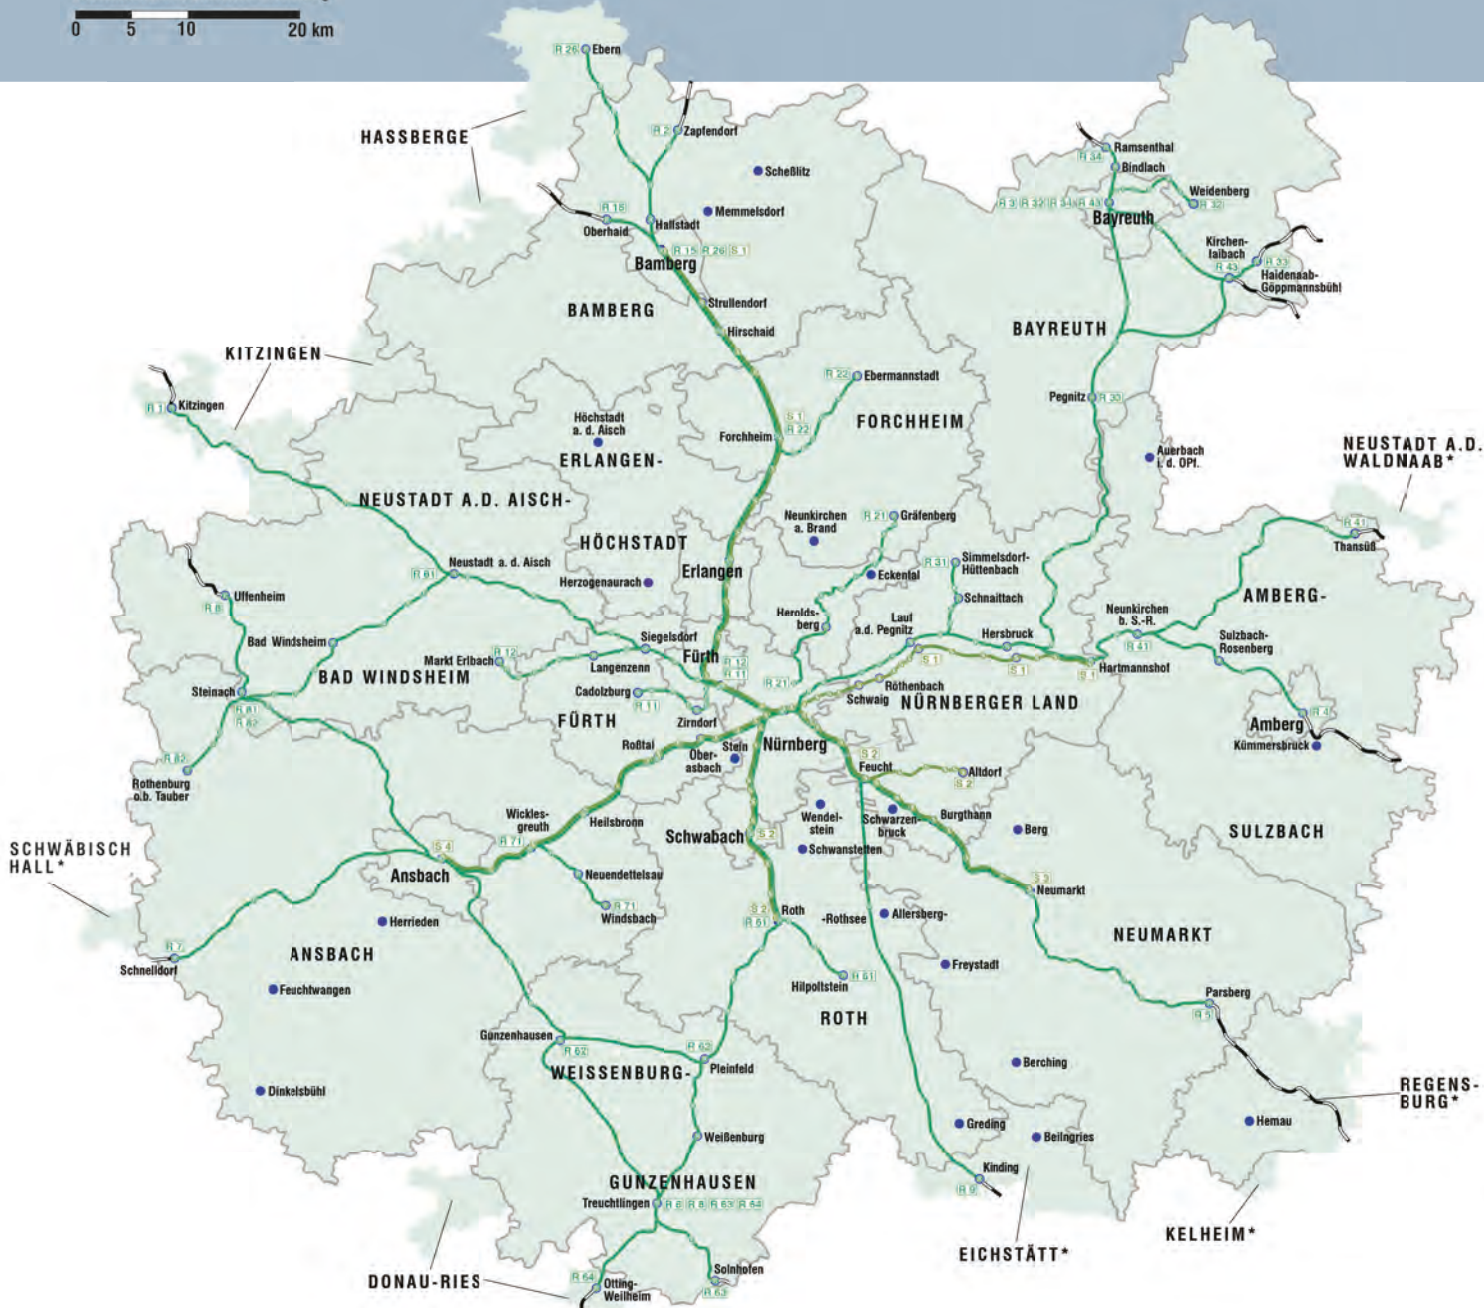 0 5 10 20 km
R 26 Ebern
HASSBERGE
R 2 Zapfendorf
Scheßlitz
Memmelsdorf
R 15
Oberhaid
Hallstadt
R 15 R 26 S 1
Bamberg
Strullendorf
Hirschaid
BAMBERG
Ramsenthal
R 34
Bindlach
Weidenberg
R 32
R 3 R 32 R 34 R 43
Bayreuth
Kirchen-
laibach
R 33
R 43
Haidenaab-
Göppmannsbühl
BAYREUTH
KITZINGEN
R 1 Kitzingen
R 22 Ebermannstadt
Pegnitz R 33
Höchstadt
a. d. Aisch
S 1
R 22
Forchheim
FORCHHEIM
ERLANGEN-
Auerbach
i. d. OPf.
NEUSTADT A.D.
WALDNAAB*
NEUSTADT A.D. AISCH-
Neunkirchen
a. Brand
R 21 Gräfenberg
R 41
Thansüß
HÖCHSTADT
Neustadt a. d. Aisch
R 81
Erlangen
Herzogenaurach
Eckental
R 31 Simmelsdorf-
Hüttenbach
Schnaittach
Uffenheim
R 8
AMBERG-
Herolds-
berg
Lauf
a.d. Pegnitz
Hersbruck
Neunkirchen
b. S.-R.
R 41
Sulzbach-
Rosenberg
Bad Windsheim
Siegelsdorf
Markt Erlbach
R 12
Langenzenn
Fürth
R 12
R 11
S 1
S 1
S 1
Hartmannshof
BAD WINDSHEIM
Steinach
R 81
R 82
Cadolzburg
R 11
Zirndorf
R 21
Röthenbach
Schwaig
NÜRNBERGER LAND
R 4
Amberg
Kümmersbruck
FÜRTH
Roßtal
Ober-
asbach
Stein
Nürnberg
S 2
Feucht
Altdorf
S 2
R 82
Rothenburg
o.b. Tauber
Wickles-
greuth
Heilsbronn
Schwabach
S 2
Wendel-
stein
Schwarzen-
bruck
Burgthann
Berg
Schwanstetten
SULZBACH
SCHWÄBISCH
HALL*
S 4
Ansbach
R 71
Neuendettelsau
R 71
Windsbach
S 3
Neumarkt
Herrieden
S 2
Roth
R 61
-Rothsee
Allersberg-
NEUMARKT
R 7
Schnelldorf
ANSBACH
Feuchtwangen
Freystadt
R 61
Hilpoltstein
Parsberg
R 5
ROTH
Gunzenhausen
R 62
R 62
Pleinfeld
WEISSENBURG-
Dinkelsbühl
Berching
REGENS-
BURG*
Weißenburg
Greding
Beilngries
Hemau
GUNZENHAUSEN
Kinding
R 9
Treuchtlingen
R 6 R 8 R 63 R 64
KELHEIM*
EICHSTÄTT*
DONAU-RIES
R 64
Otting-
Weilheim
Solnhofen
R 63